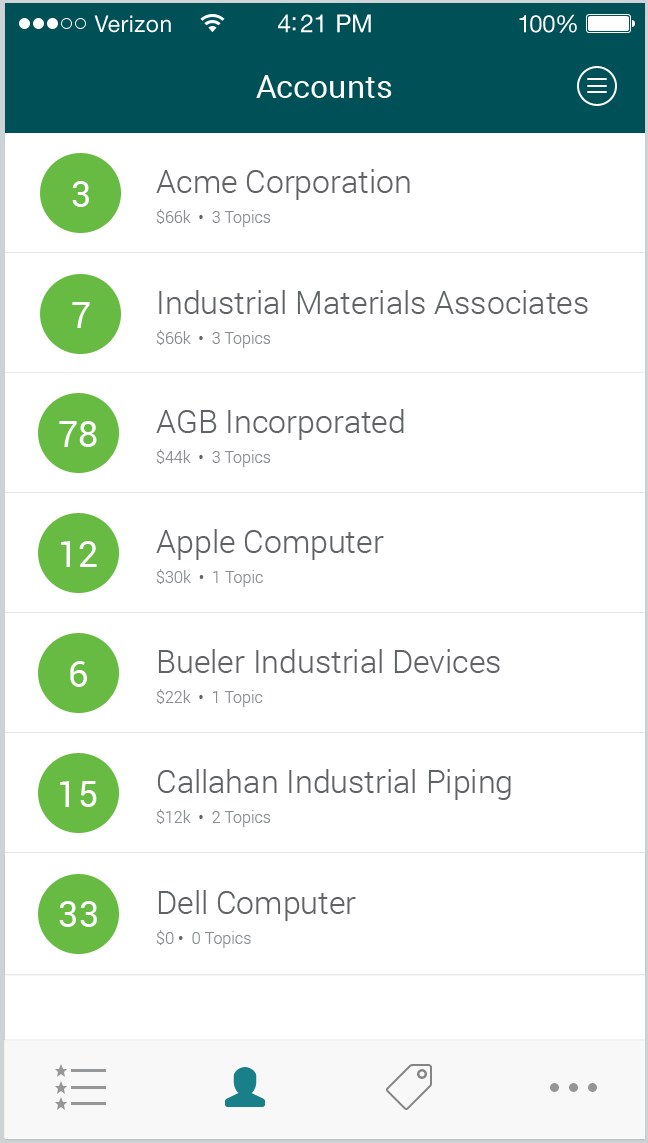 Verizon 4:21 PM 100%
Accounts
3 Acme Corporation
$66k • 3 Topics
7 Industrial Materials Associates
$66k • 3 Topics
78 AGB Incorporated
$44k • 3 Topics
12 Apple Computer
$30k • 1 Topic
6 Bueler Industrial Devices
$22k • 1 Topic
15 Callahan Industrial Piping
$12k • 2 Topics
33 Dell Computer
$0 • 0 Topics